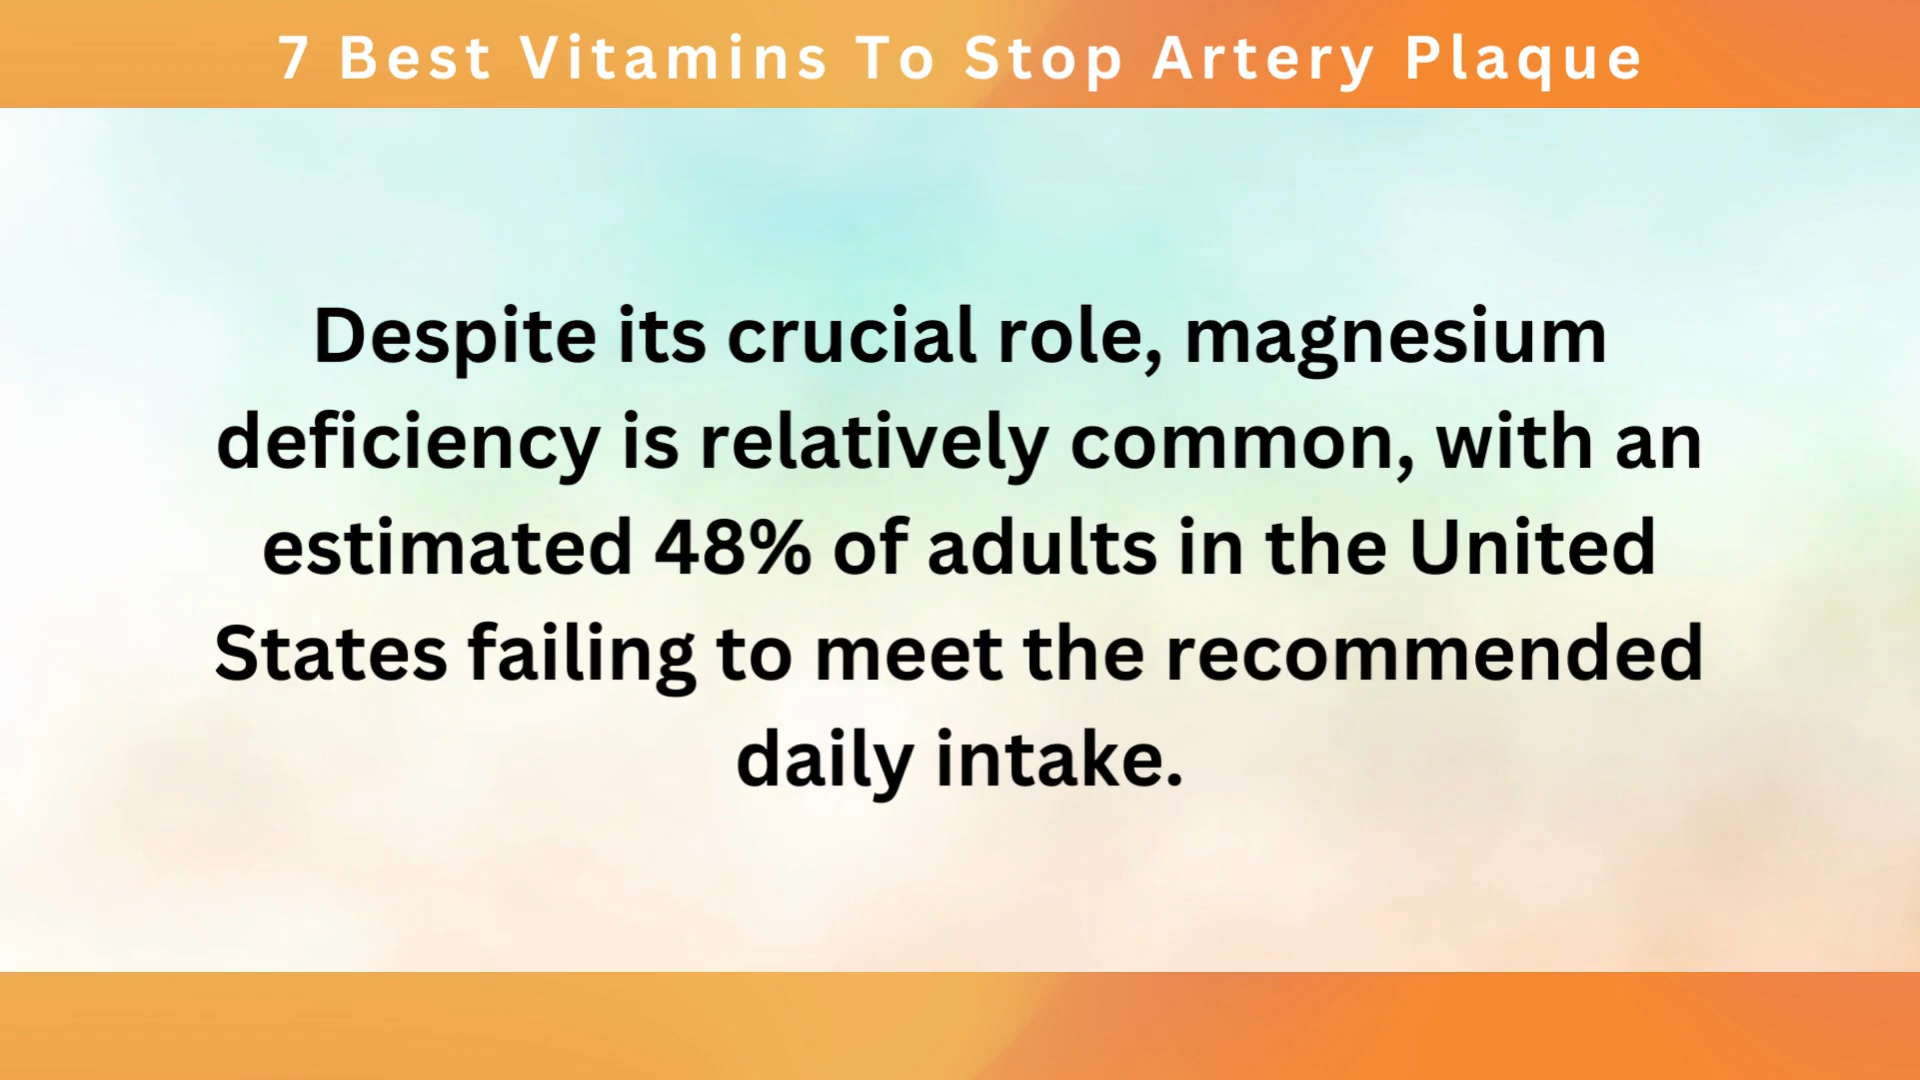 7 Best Vitamins To Stop Artery Plaque
Despite its crucial role, magnesium
deficiency is relatively common, with an
estimated 48% of adults in the United
States failing to meet the recommended
daily intake.